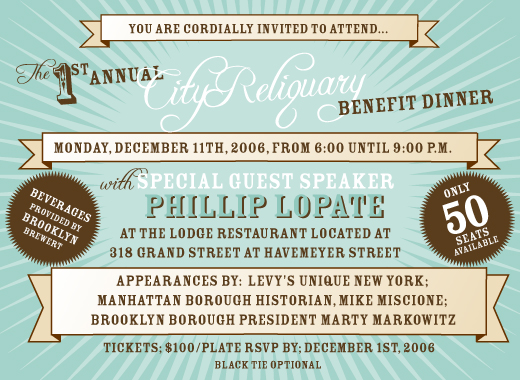 YOU ARE CORDIALLY INVITED TO ATTEND...
The 1ST ANNUAL
City Reliquary
BENEFIT DINNER
MONDAY, DECEMBER 11TH, 2006, FROM 6:00 UNTIL 9:00 P.M.
with SPECIAL GUEST SPEAKER
PHILLIP LOPATE
AT THE LODGE RESTAURANT LOCATED AT
318 GRAND STREET AT HAVEMEYER STREET
BEVERAGES
PROVIDED BY
BROOKLYN
BREWERY
ONLY
50
SEATS
AVAILABLE
APPEARANCES BY: LEVY'S UNIQUE NEW YORK;
MANHATTAN BOROUGH HISTORIAN, MIKE MISCIONE;
BROOKLYN BOROUGH PRESIDENT MARTY MARKOWITZ
TICKETS; $100/PLATE RSVP BY; DECEMBER 1ST, 2006
BLACK TIE OPTIONAL